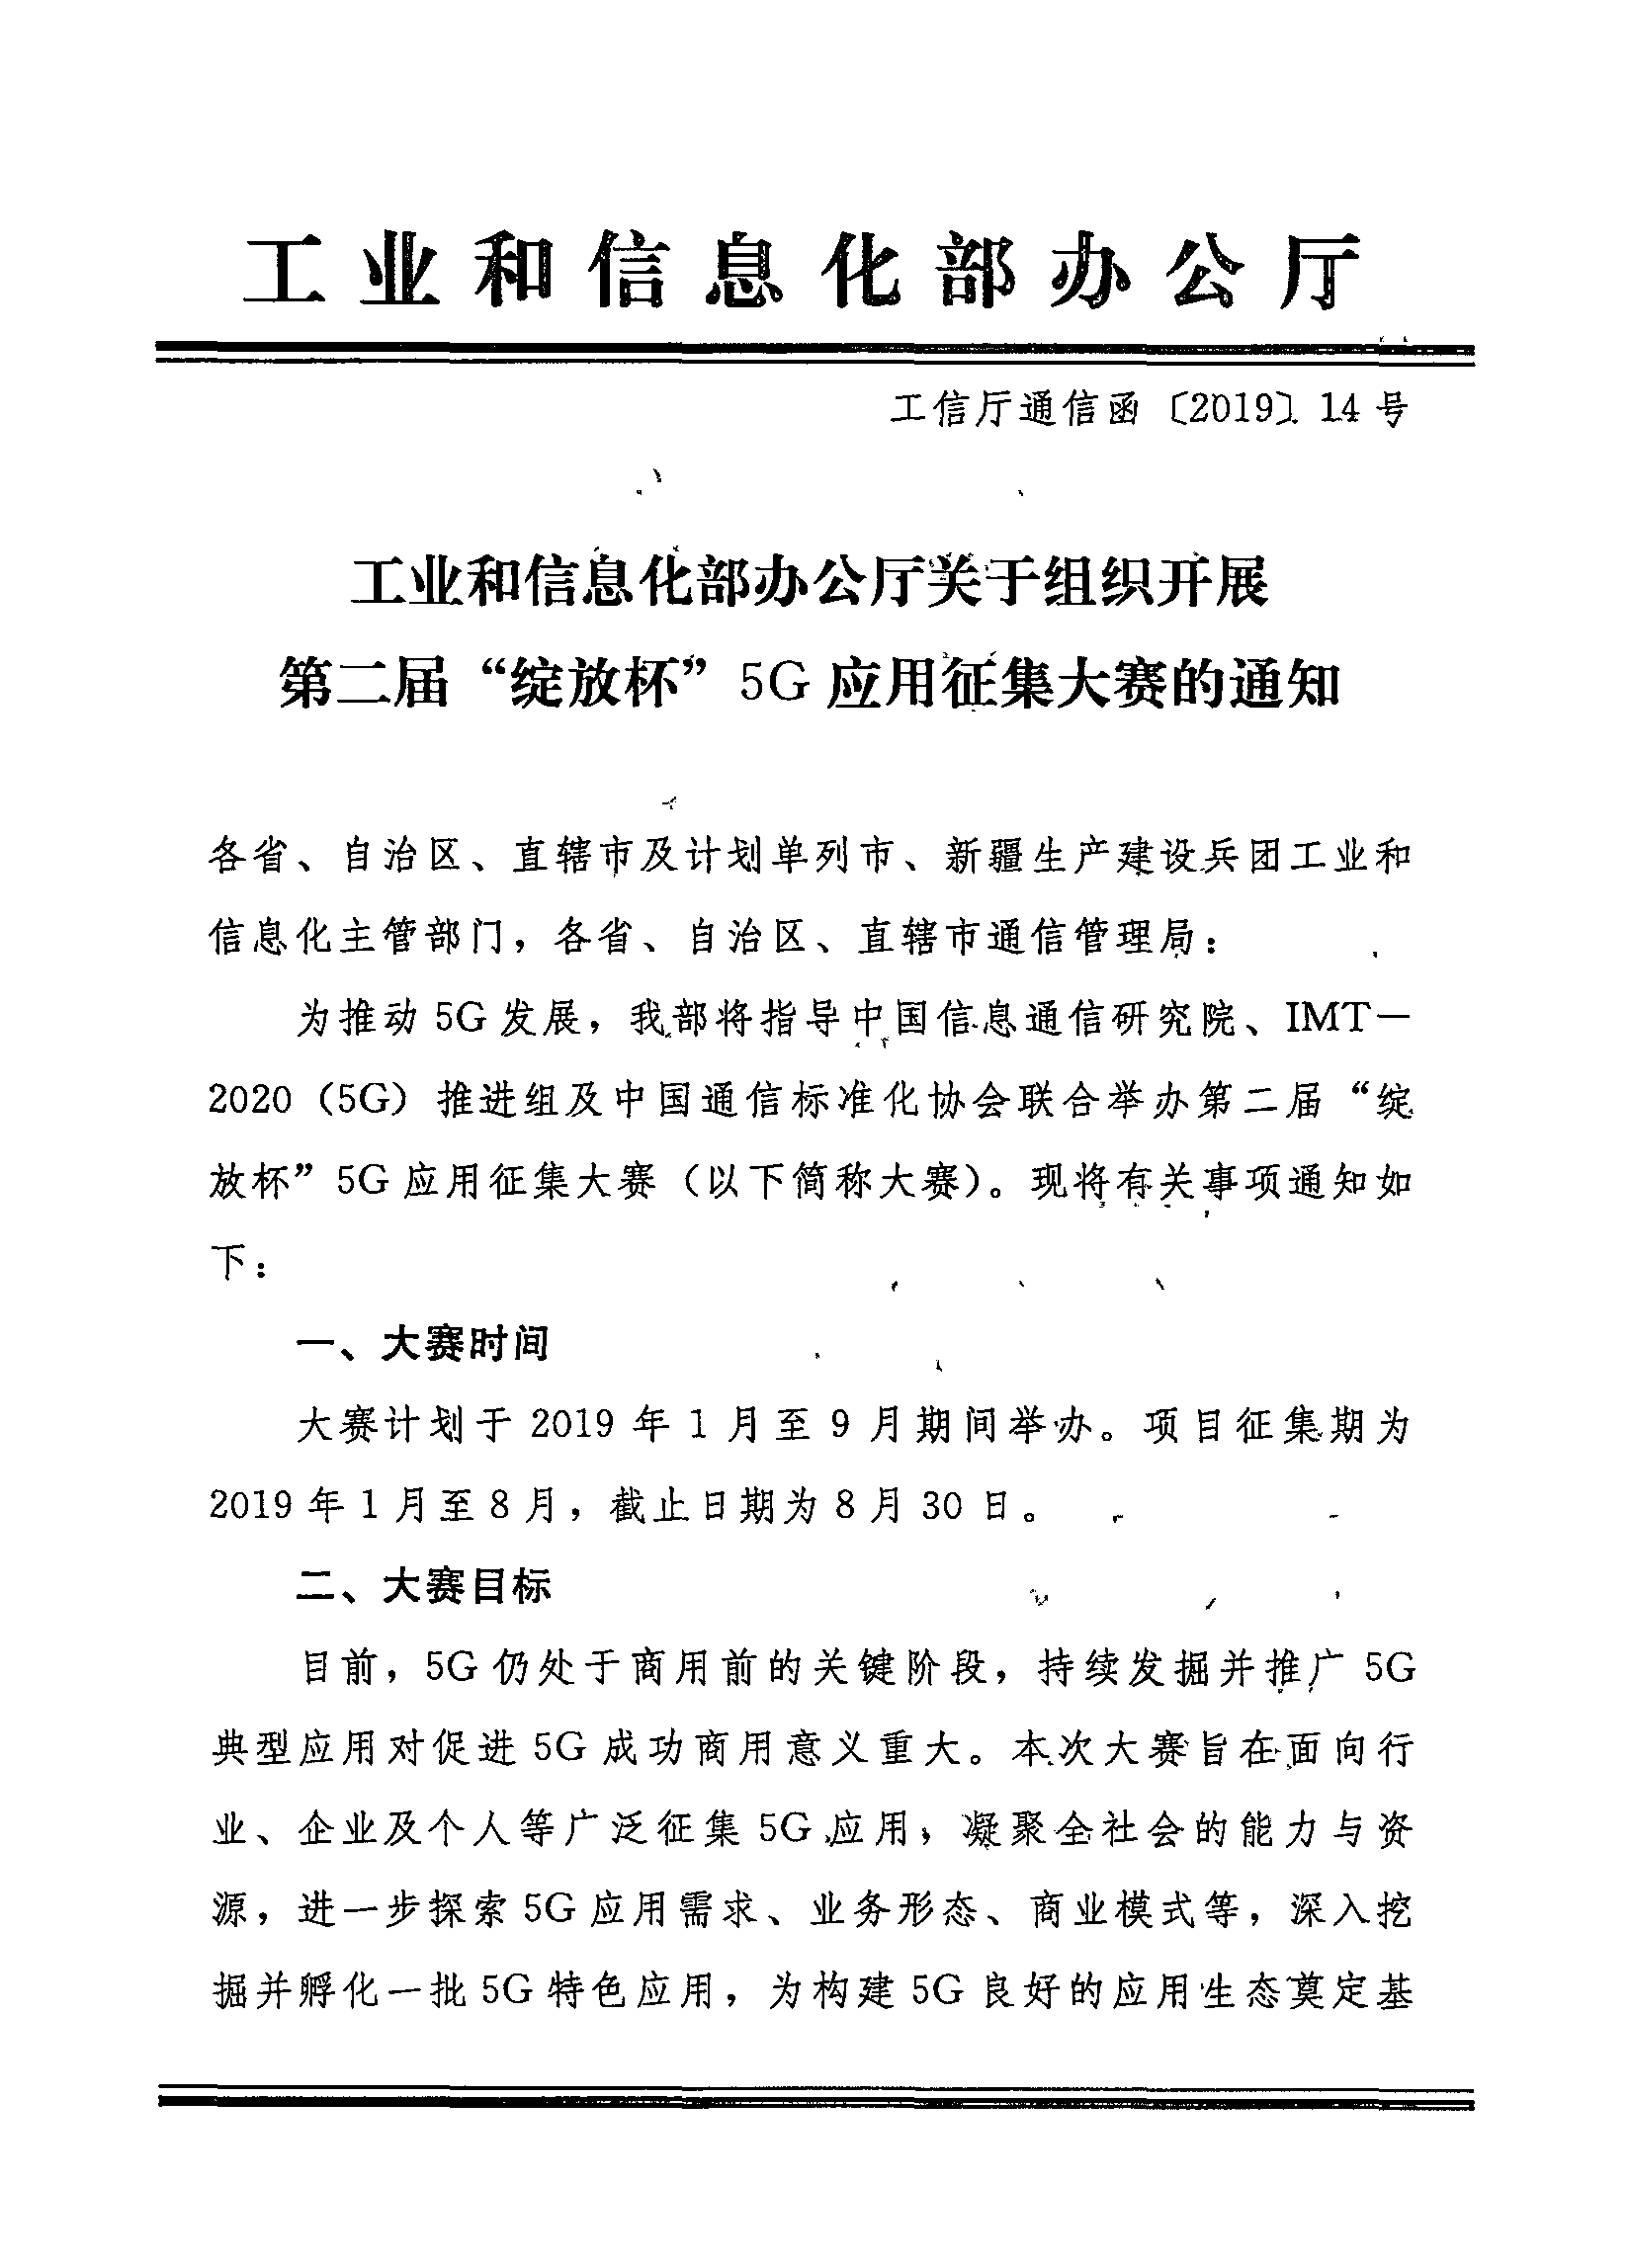 工业和信息化部办公厅
工信厅通信函〔2019〕14号
工业和信息化部办公厅关于组织开展
第二届“绽放杯”5G应用征集大赛的通知
各省、自治区、直辖市及计划单列市、新疆生产建设兵团工业和
信息化主管部门，各省、自治区、直辖市通信管理局：
为推动5G发展，我部将指导中国信息通信研究院、IMT－
2020（5G）推进组及中国通信标准化协会联合举办第二届“绽
放杯”5G应用征集大赛（以下简称大赛）。现将有关事项通知如
下：
一、大赛时间
大赛计划于2019年1月至9月期间举办。项目征集期为
2019年1月至8月，截止日期为8月30日。
二、大赛目标
目前，5G仍处于商用前的关键阶段，持续发掘并推广5G
典型应用对促进5G成功商用意义重大。本次大赛旨在面向行
业、企业及个人等广泛征集5G应用，凝聚全社会的能力与资
源，进一步探索5G应用需求、业务形态、商业模式等，深入挖
掘并孵化一批5G特色应用，为构建5G良好的应用生态奠定基